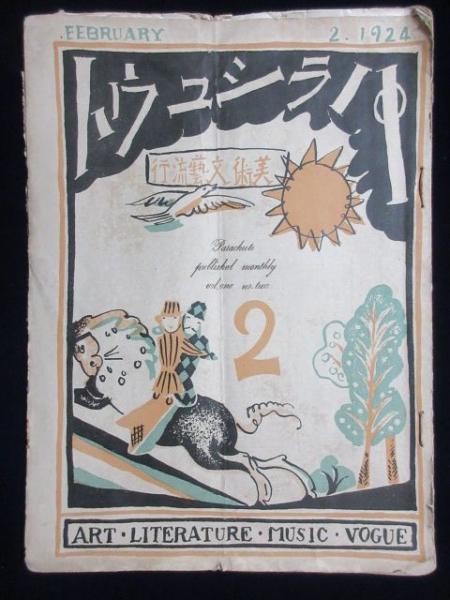 FEBRUARY 2. 1924
パラシユウト
美術文藝流行
Parachute
published monthly
vol. one no. two.
2
ART · LITERATURE · MUSIC · VOGUE